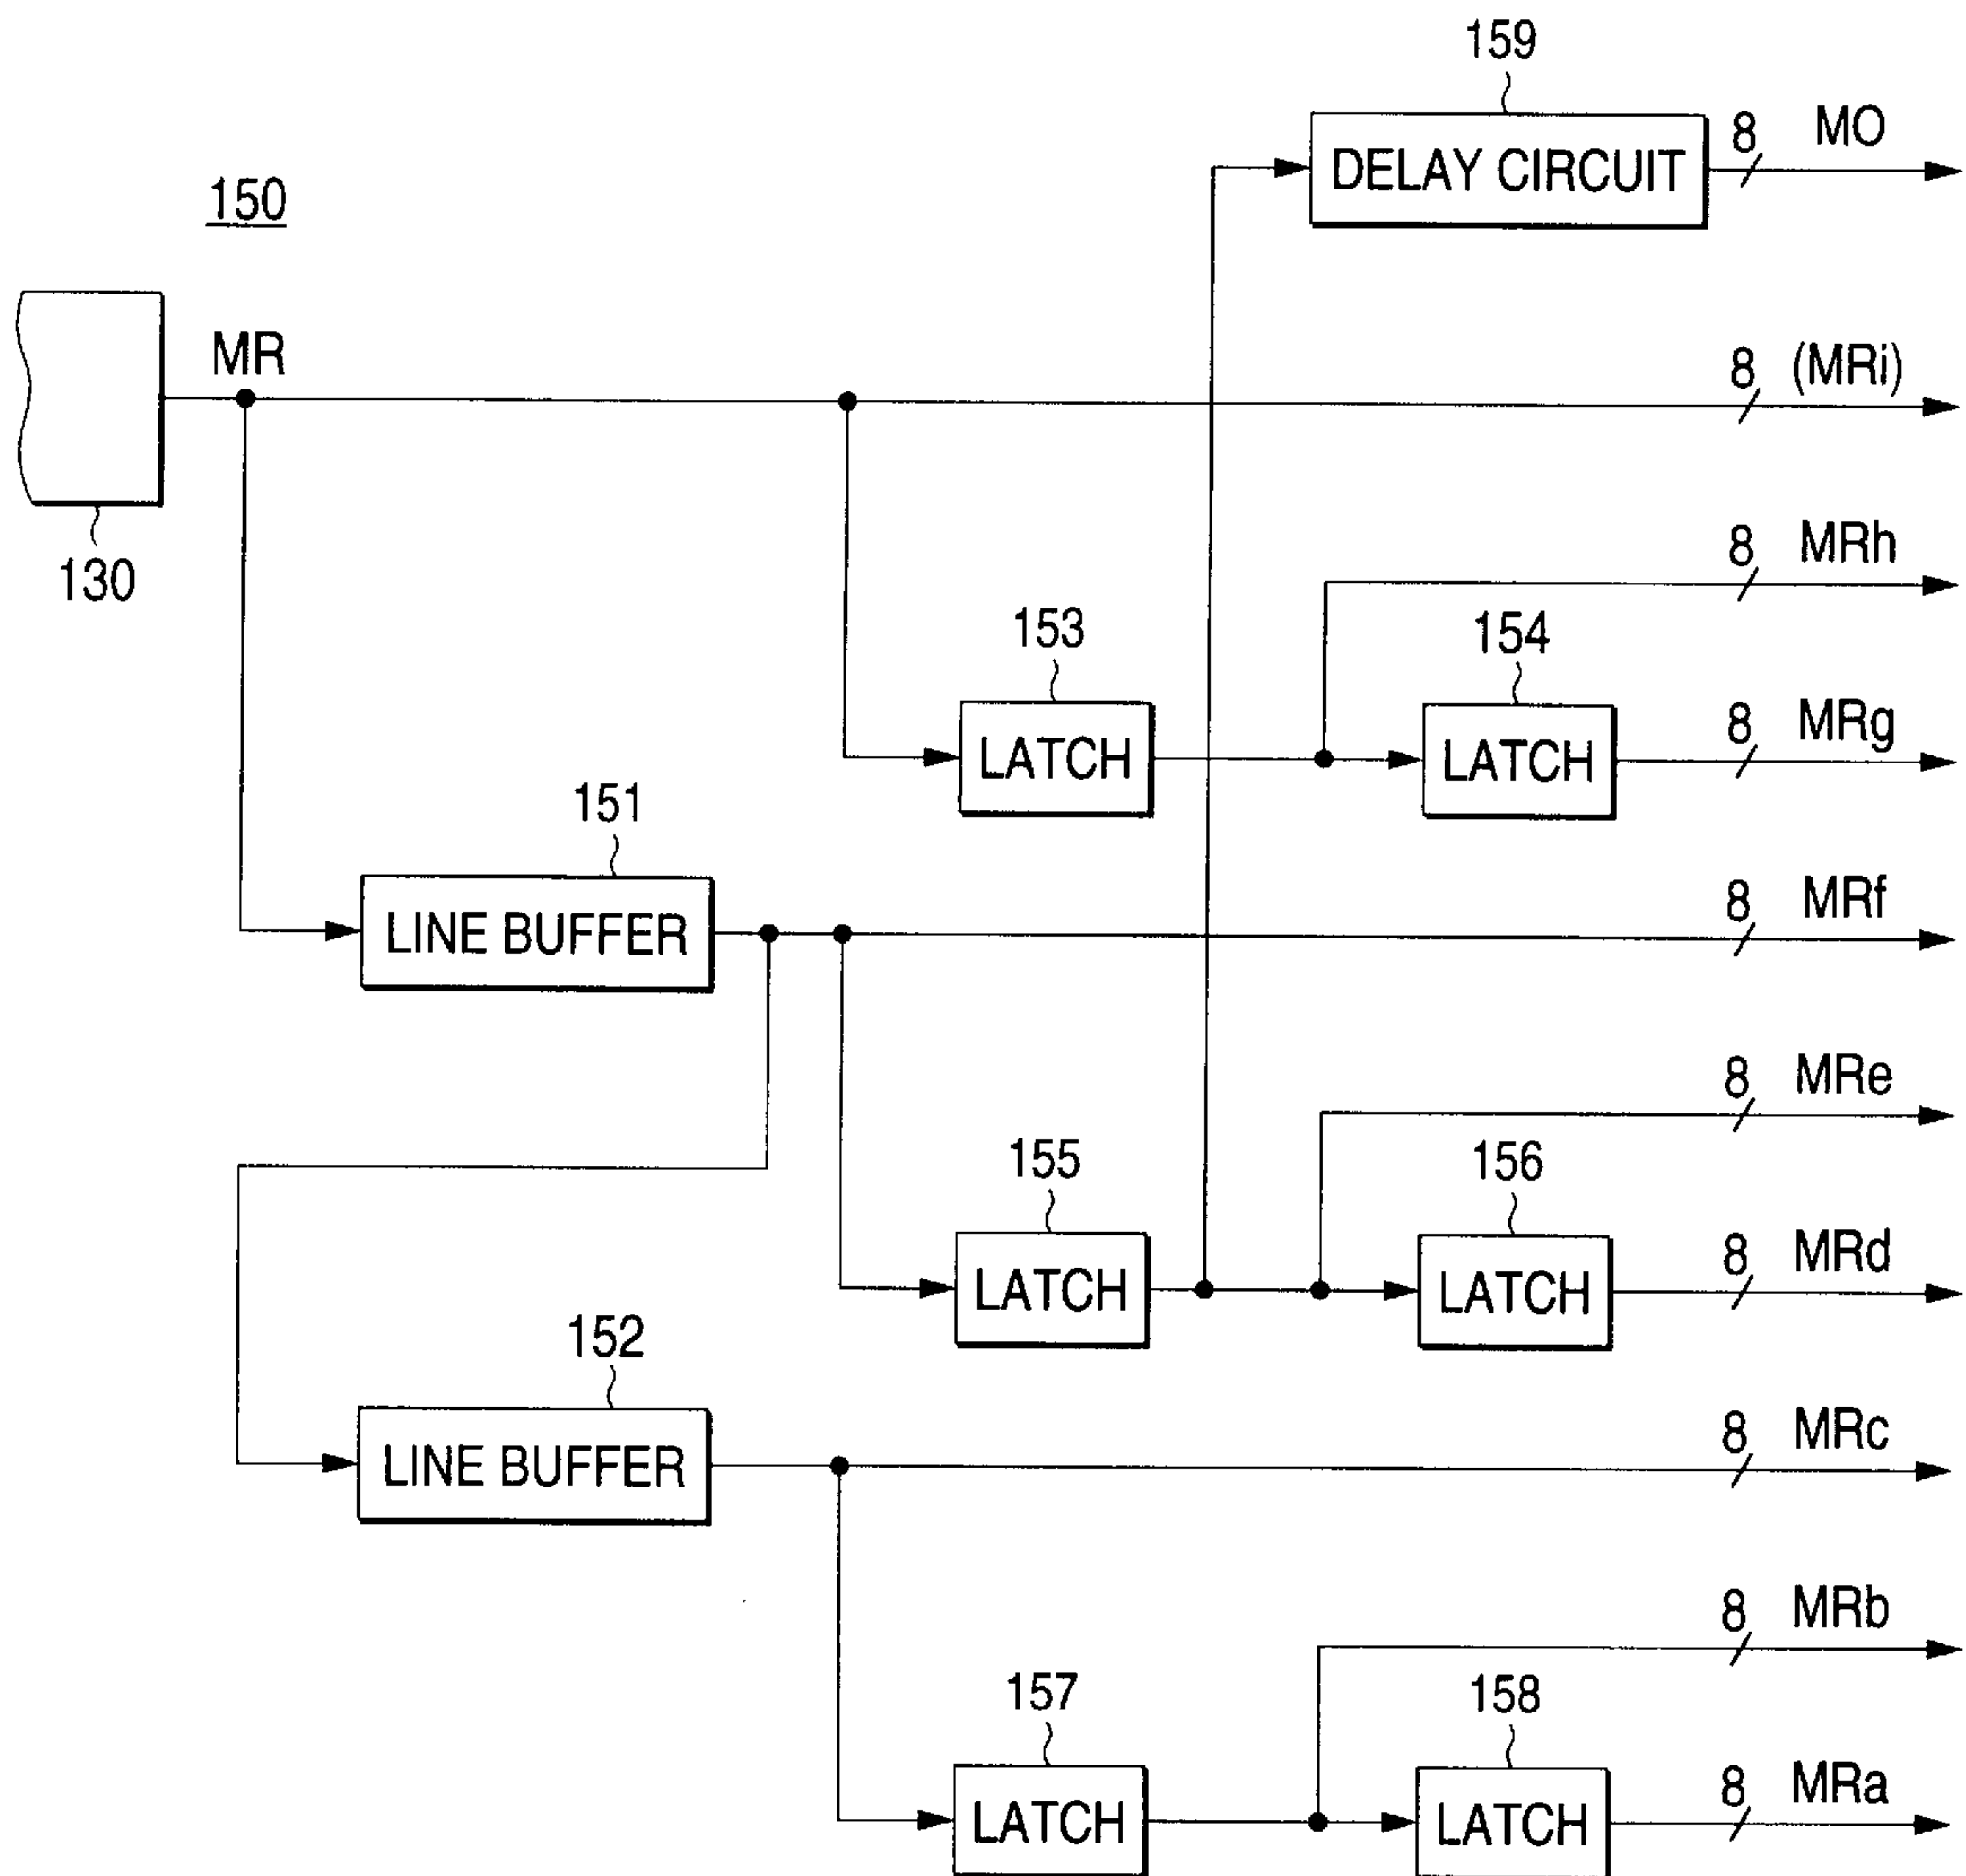 159
DELAY CIRCUIT
8 MO
150
MR
8 (MRi)
130
8 MRh
153
154
LATCH
LATCH
8 MRg
151
LINE BUFFER
8 MRf
8 MRe
155
156
LATCH
LATCH
8 MRd
152
LINE BUFFER
8 MRc
8 MRb
157
158
LATCH
LATCH
8 MRa